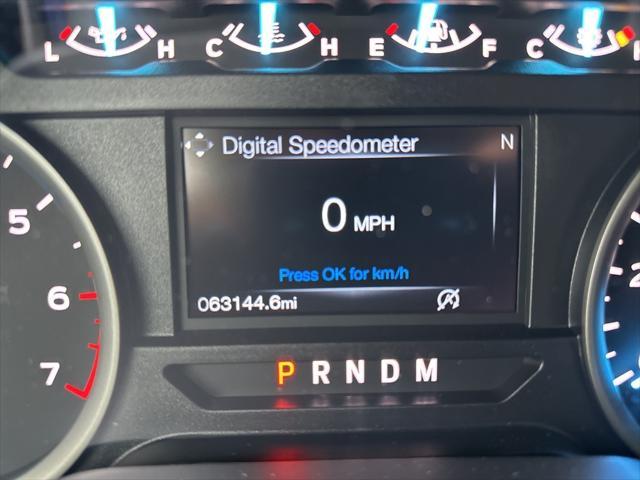 L H C H E F C
Digital Speedometer N
5
0 MPH
6
Press OK for km/h
063144.6mi
7
P R N D M